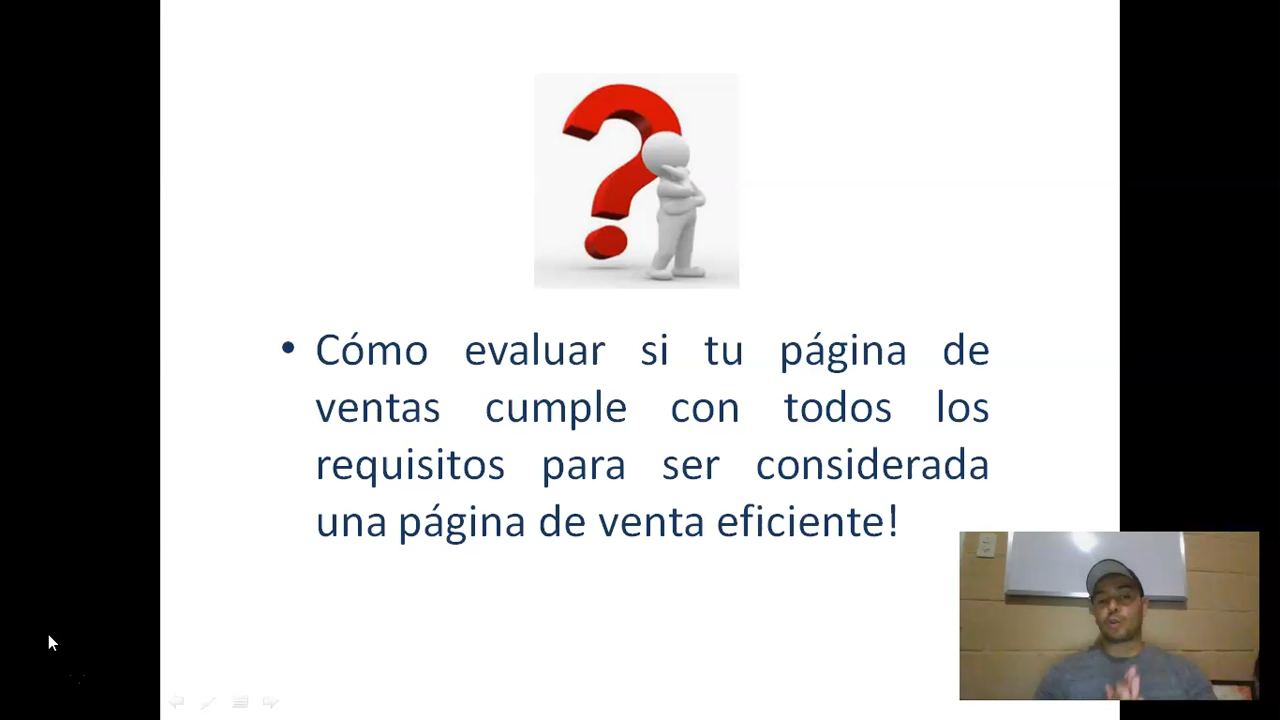 • Cómo evaluar si tu página de
ventas cumple con todos los
requisitos para ser considerada
una página de venta eficiente!